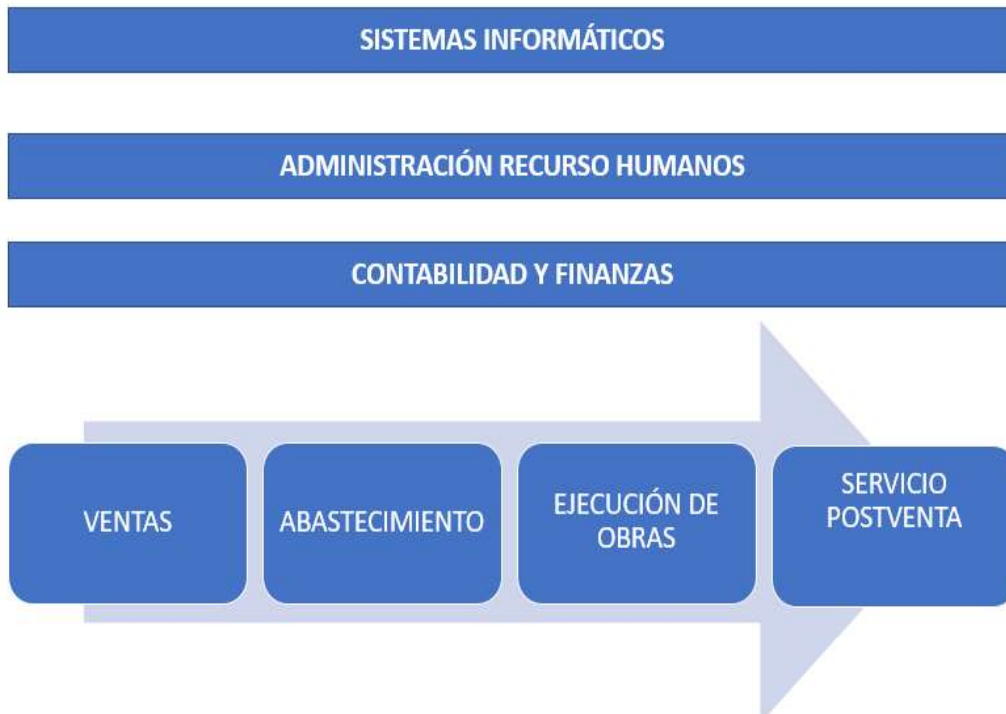 SISTEMAS INFORMÁTICOS
ADMINISTRACIÓN RECURSO HUMANOS
CONTABILIDAD Y FINANZAS
VENTAS
ABASTECIMIENTO
EJECUCIÓN DE
OBRAS
SERVICIO
POSTVENTA